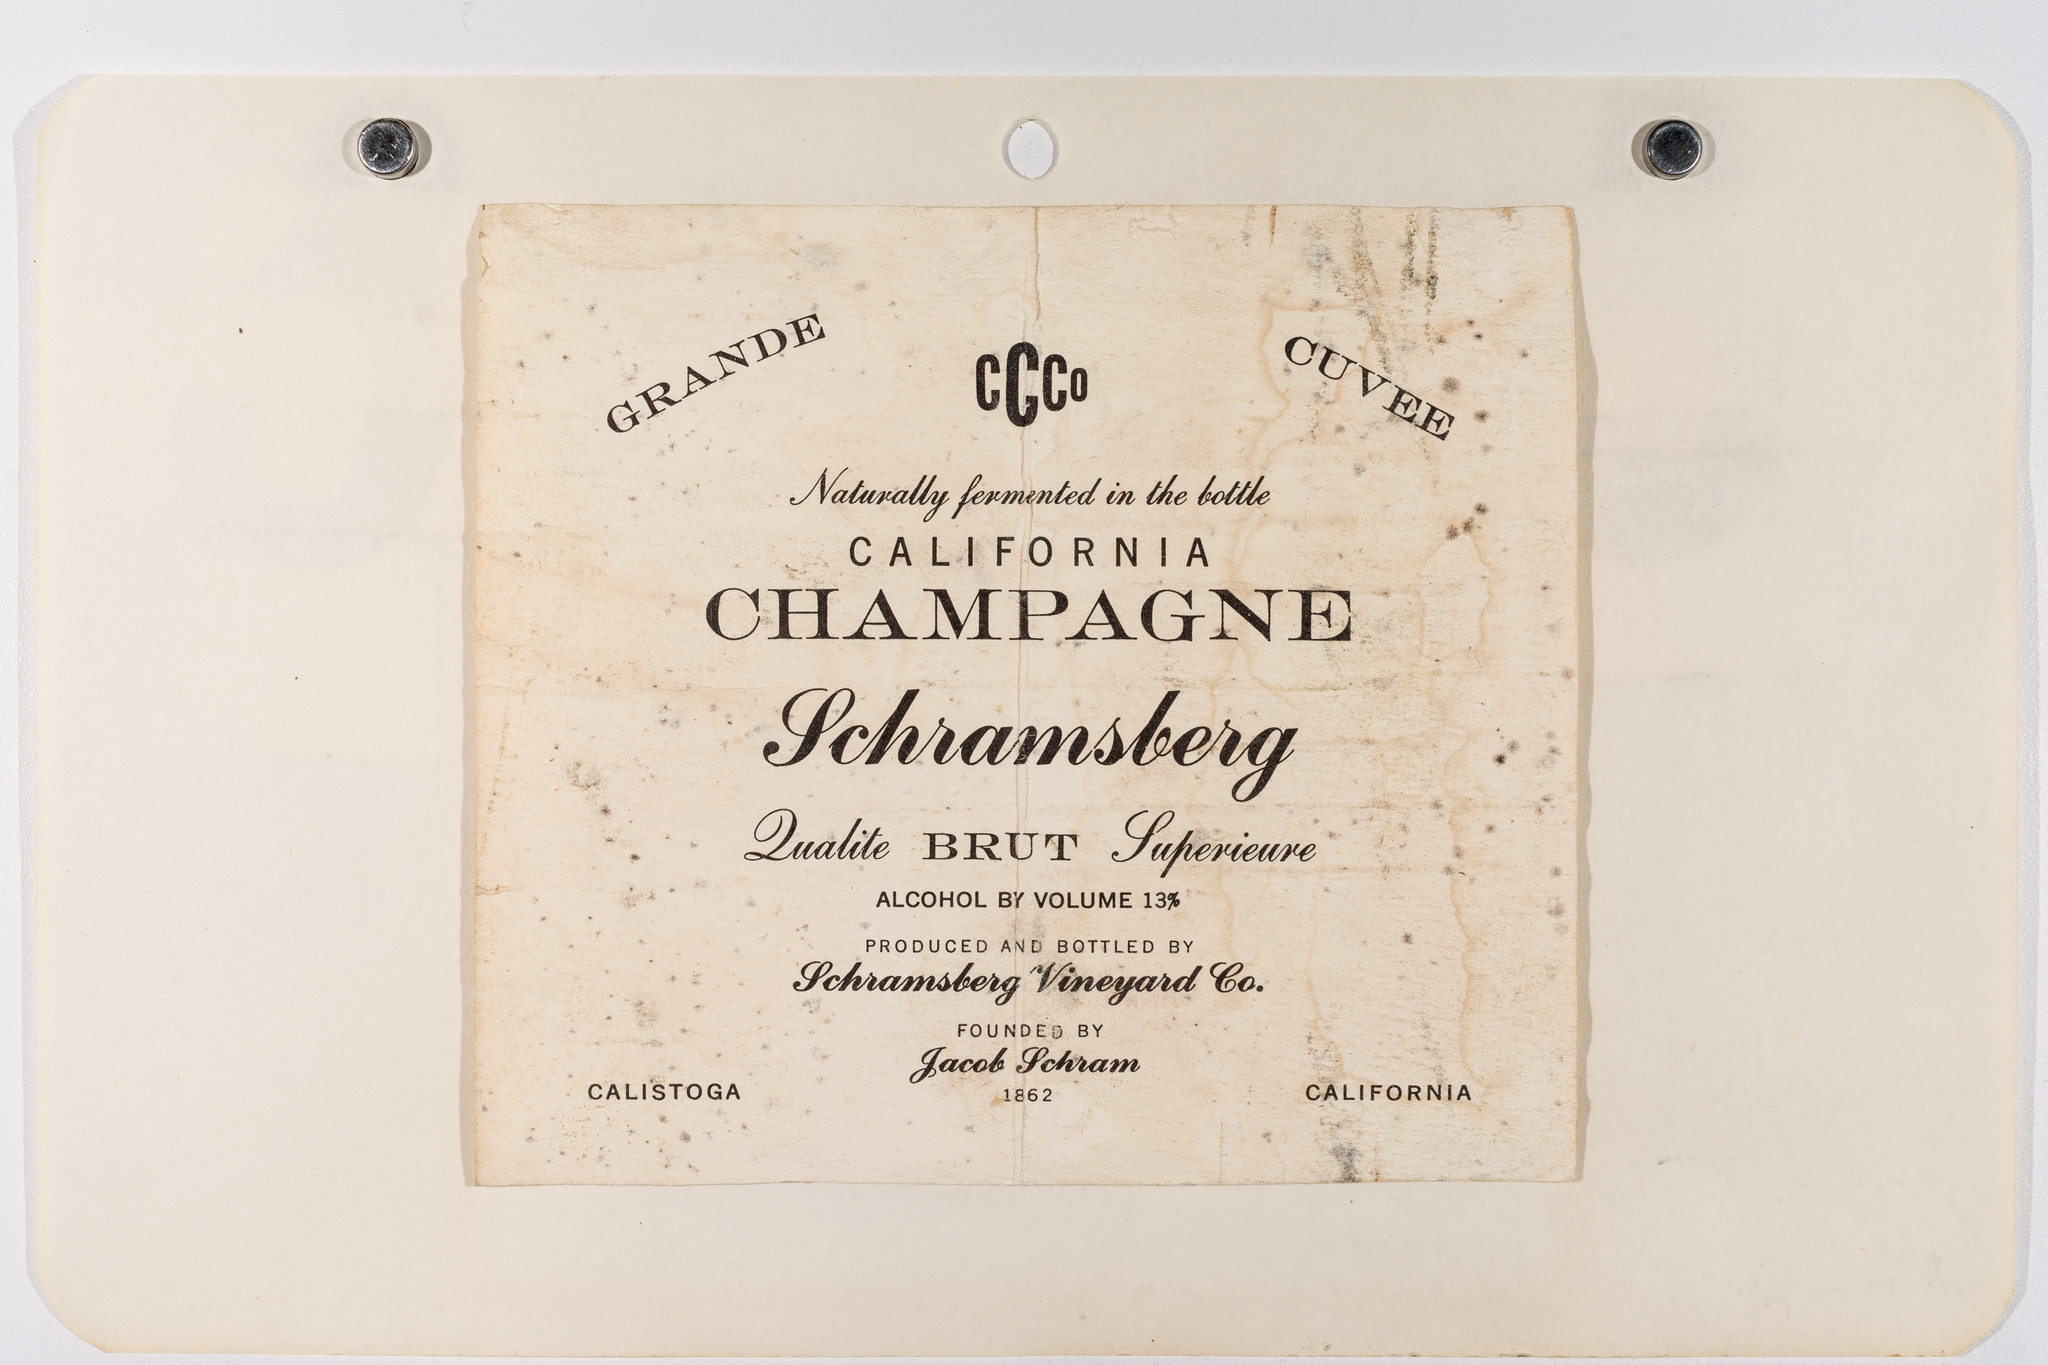 GRANDE CCCo CUVEE
Naturally fermented in the bottle
CALIFORNIA
CHAMPAGNE
Schramsberg
Qualite BRUT Superieure
ALCOHOL BY VOLUME 13%
PRODUCED AND BOTTLED BY
Schramsberg Vineyard Co.
FOUNDED BY
Jacob Schram
1862
CALISTOGA CALIFORNIA